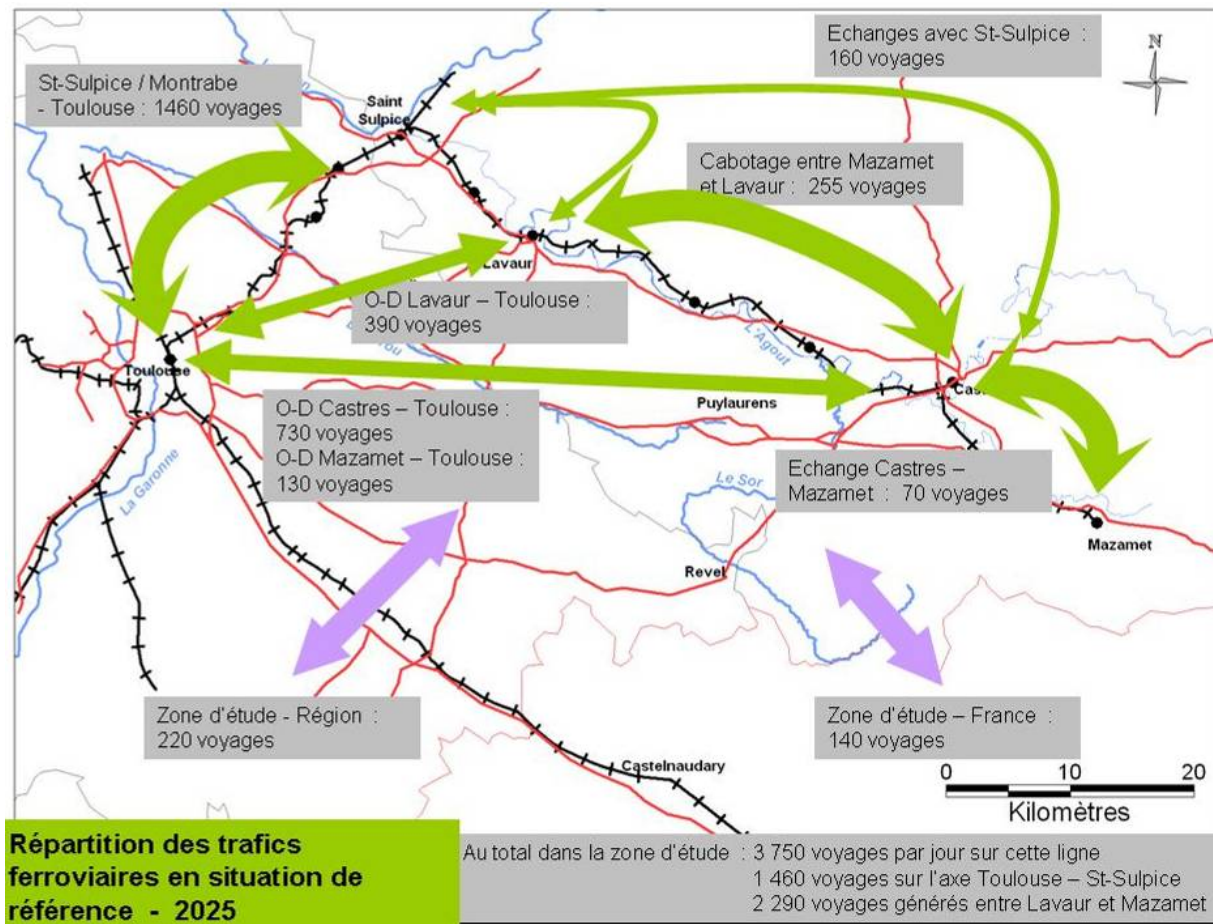 Echanges avec St-Sulpice :
160 voyages
N
St-Sulpice / Montrabe
- Toulouse : 1460 voyages
Saint
Sulpice
Cabotage entre Mazamet
et Lavaur : 255 voyages
Lavaur
O-D Lavaur – Toulouse :
390 voyages
L'Agout
Toulouse
Puylaurens
O-D Castres – Toulouse :
730 voyages
O-D Mazamet – Toulouse :
130 voyages
Echange Castres –
Mazamet : 70 voyages
La Garonne
Le Sor
Mazamet
Revel
Zone d'étude - Région :
220 voyages
Zone d'étude – France :
140 voyages
Castelnaudary
0 10 20
Kilomètres
Répartition des trafics
ferroviaires en situation de
référence - 2025
Au total dans la zone d'étude : 3 750 voyages par jour sur cette ligne
1 460 voyages sur l'axe Toulouse – St-Sulpice
2 290 voyages générés entre Lavaur et Mazamet